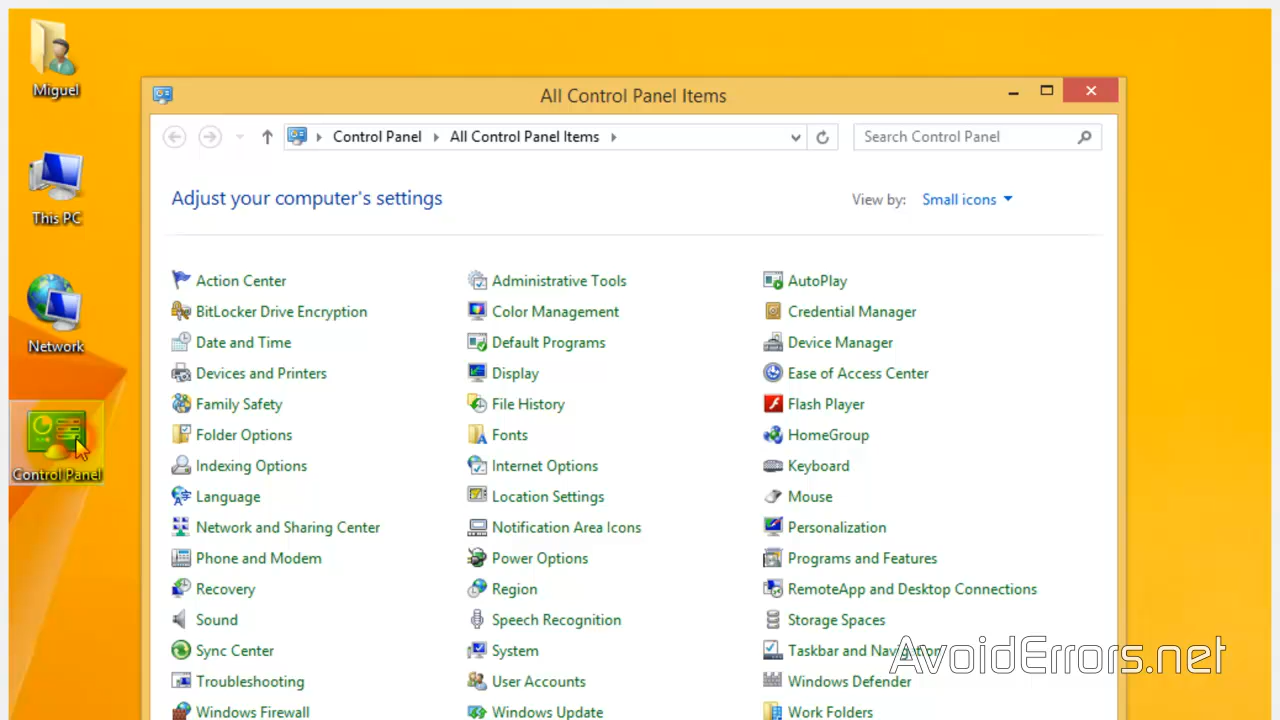 Miguel
This PC
Network
Control Panel
All Control Panel Items
Control Panel All Control Panel Items
Search Control Panel
Adjust your computer's settings
View by: Small icons
Action Center Administrative Tools AutoPlay
BitLocker Drive Encryption Color Management Credential Manager
Date and Time Default Programs Device Manager
Devices and Printers Display Ease of Access Center
Family Safety File History Flash Player
Folder Options Fonts HomeGroup
Indexing Options Internet Options Keyboard
Language Location Settings Mouse
Network and Sharing Center Notification Area Icons Personalization
Phone and Modem Power Options Programs and Features
Recovery Region RemoteApp and Desktop Connections
Sound Speech Recognition Storage Spaces
Sync Center System Taskbar and Navigation
Troubleshooting User Accounts Windows Defender
Windows Firewall Windows Update Work Folders
AvoidErrors.net